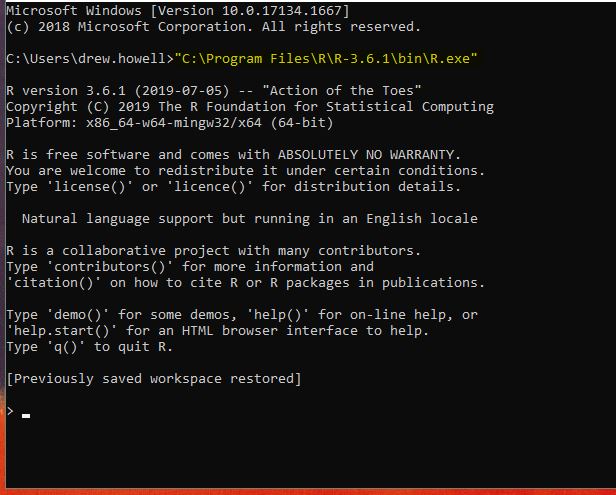 Microsoft Windows [Version 10.0.17134.1667]
(c) 2018 Microsoft Corporation. All rights reserved.
C:\Users\drew.howell>"C:\Program Files\R\R-3.6.1\bin\R.exe"
R version 3.6.1 (2019-07-05) -- "Action of the Toes"
Copyright (C) 2019 The R Foundation for Statistical Computing
Platform: x86_64-w64-mingw32/x64 (64-bit)
R is free software and comes with ABSOLUTELY NO WARRANTY.
You are welcome to redistribute it under certain conditions.
Type 'license()' or 'licence()' for distribution details.
Natural language support but running in an English locale
R is a collaborative project with many contributors.
Type 'contributors()' for more information and
'citation()' on how to cite R or R packages in publications.
Type 'demo()' for some demos, 'help()' for on-line help, or
'help.start()' for an HTML browser interface to help.
Type 'q()' to quit R.
[Previously saved workspace restored]
> _